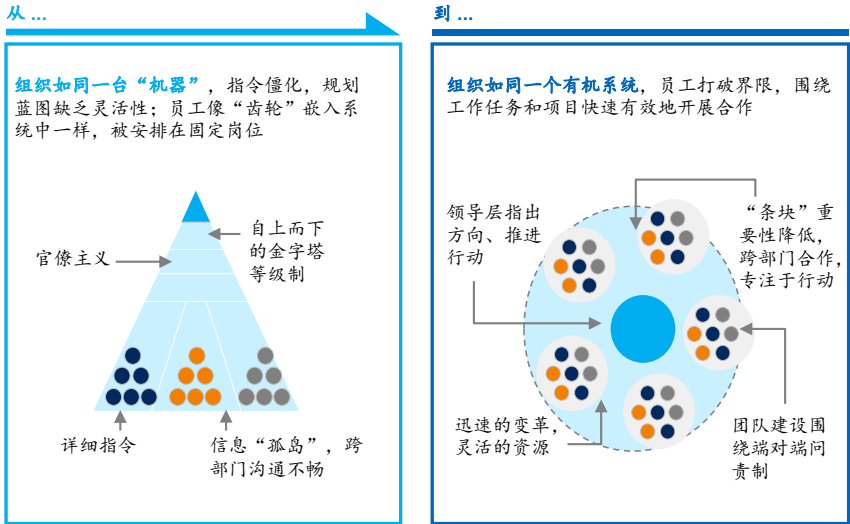 从 ...
组织如同一台“机器”，指令僵化，规划
蓝图缺乏灵活性；员工像“齿轮”嵌入系
统中一样，被安排在固定岗位
官僚主义
自上而下
的金字塔
等级制
详细指令
信息“孤岛”，跨
部门沟通不畅
到 ...
组织如同一个有机系统，员工打破界限，围绕
工作任务和项目快速有效地开展合作
领导层指出
方向、推进
行动
“条块”重
要性降低，
跨部门合作，
专注于行动
迅速的变革，
灵活的资源
团队建设围
绕端对端问
责制